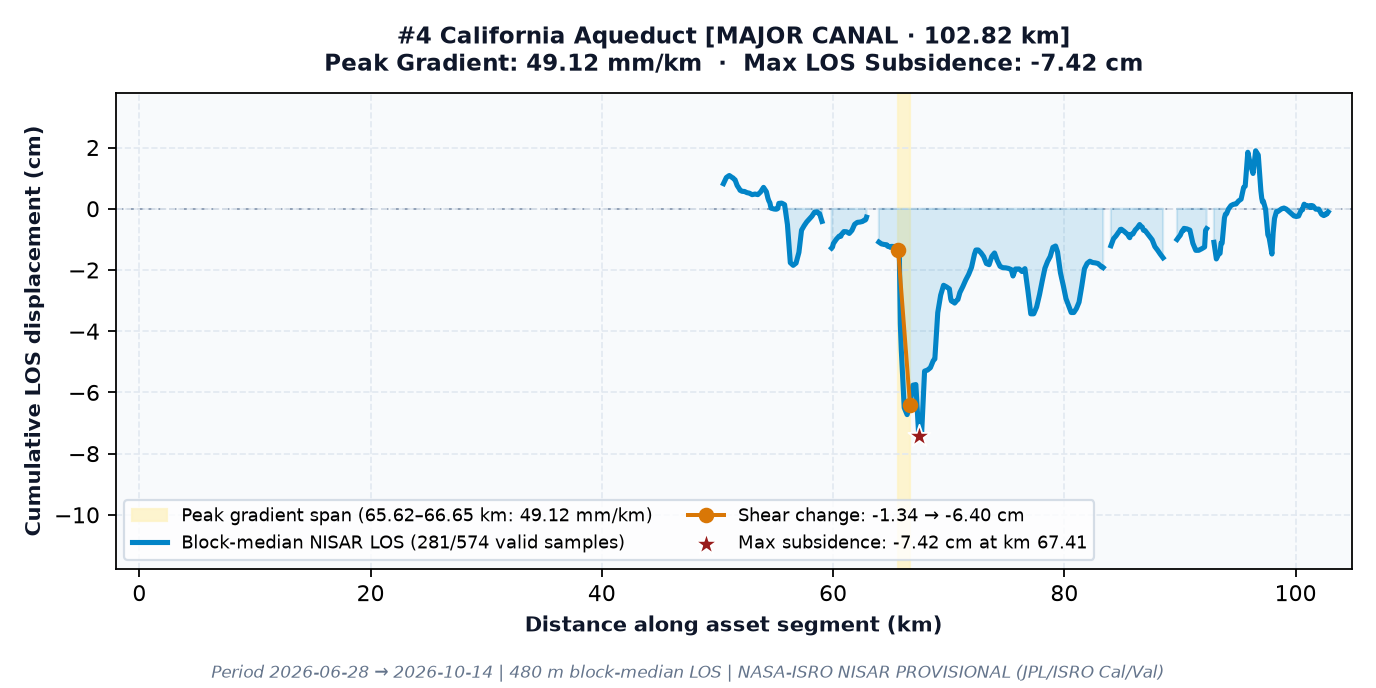 #4 California Aqueduct [MAJOR CANAL · 102.82 km]
Peak Gradient: 49.12 mm/km · Max LOS Subsidence: -7.42 cm
Cumulative LOS displacement (cm)
2
0
−2
−4
−6
−8
−10
Peak gradient span (65.62–66.65 km: 49.12 mm/km)
Block-median NISAR LOS (281/574 valid samples)
Shear change: -1.34 → -6.40 cm
Max subsidence: -7.42 cm at km 67.41
0 20 40 60 80 100
Distance along asset segment (km)
Period 2026-06-28 → 2026-10-14 | 480 m block-median LOS | NASA-ISRO NISAR PROVISIONAL (JPL/ISRO Cal/Val)